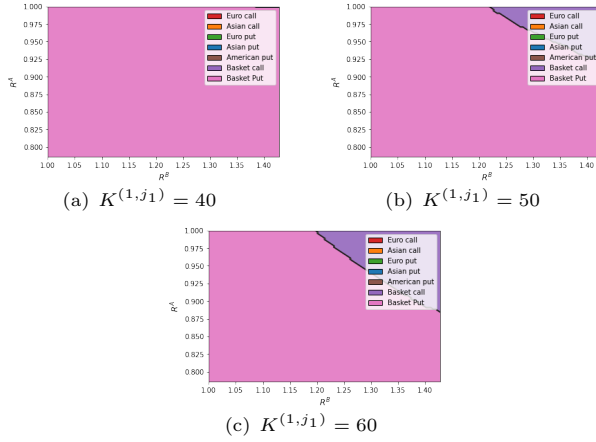 1.000
0.975
0.950
0.925
0.900
0.875
0.850
0.825
0.800
R^A
1.00 1.05 1.10 1.15 1.20 1.25 1.30 1.35 1.40
R^B
Euro call
Asian call
Euro put
Asian put
American put
Basket call
Basket Put
(a) K^{(1,j_1)} = 40
1.000
0.975
0.950
0.925
0.900
0.875
0.850
0.825
0.800
R^A
1.00 1.05 1.10 1.15 1.20 1.25 1.30 1.35 1.40
R^B
Euro call
Asian call
Euro put
Asian put
American put
Basket call
Basket Put
(b) K^{(1,j_1)} = 50
1.000
0.975
0.950
0.925
0.900
0.875
0.850
0.825
0.800
R^A
1.00 1.05 1.10 1.15 1.20 1.25 1.30 1.35 1.40
R^B
Euro call
Asian call
Euro put
Asian put
American put
Basket call
Basket Put
(c) K^{(1,j_1)} = 60